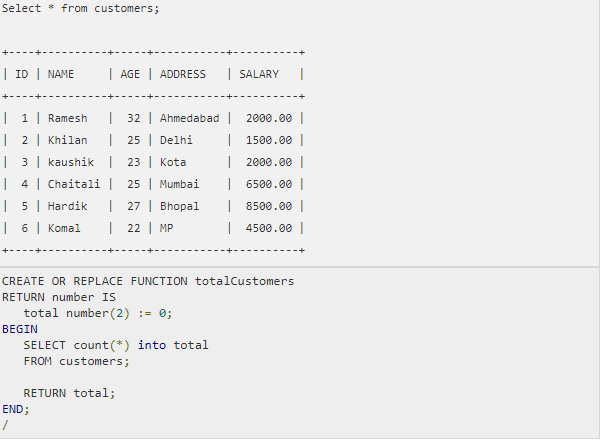 Select * from customers;
+----+----------+-----+-----------+----------+
| ID | NAME     | AGE | ADDRESS   | SALARY   |
+----+----------+-----+-----------+----------+
|  1 | Ramesh   |  32 | Ahmedabad |  2000.00 |
|  2 | Khilan   |  25 | Delhi     |  1500.00 |
|  3 | kaushik  |  23 | Kota      |  2000.00 |
|  4 | Chaitali |  25 | Mumbai    |  6500.00 |
|  5 | Hardik   |  27 | Bhopal    |  8500.00 |
|  6 | Komal    |  22 | MP        |  4500.00 |
+----+----------+-----+-----------+----------+
CREATE OR REPLACE FUNCTION totalCustomers
RETURN number IS
   total number(2) := 0;
BEGIN
   SELECT count(*) into total
   FROM customers;
   RETURN total;
END;
/